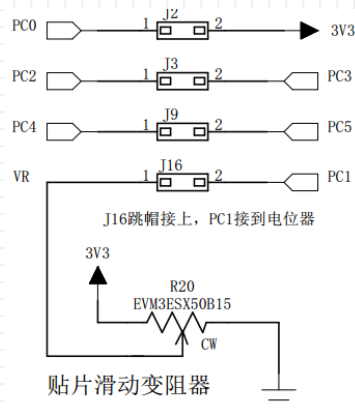 J2
PC0 1 2 3V3
J3
PC2 1 2 PC3
J9
PC4 1 2 PC5
J16
VR 1 2 PC1
J16跳帽接上，PC1接到电位器
3V3
R20
EVM3ESX50B15
CW
贴片滑动变阻器